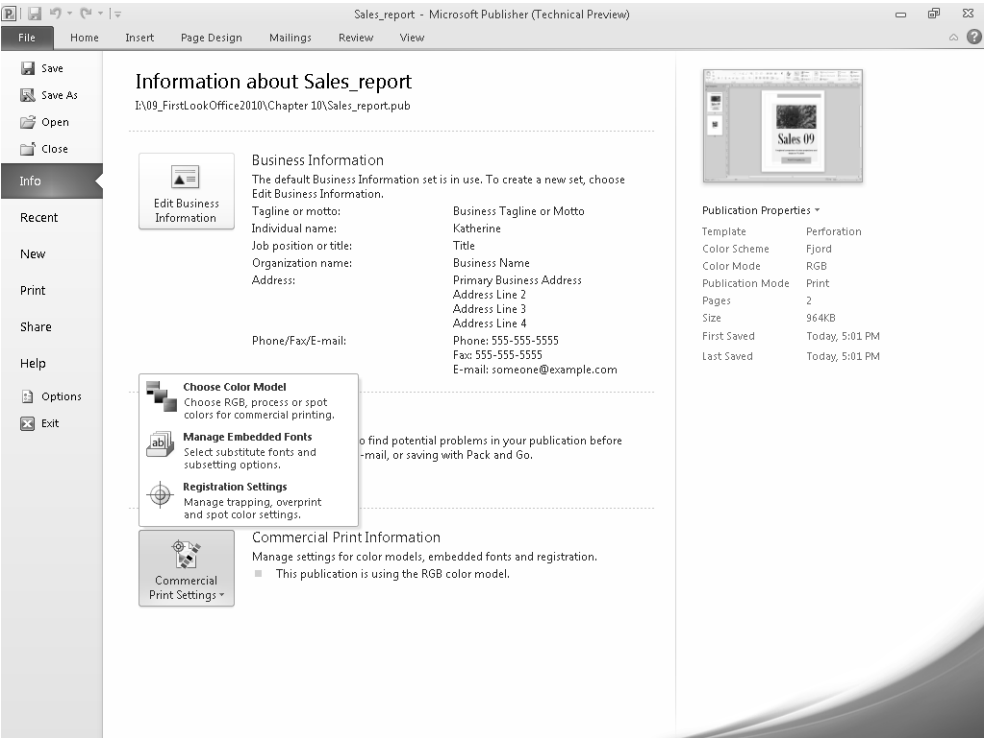 Sales_report - Microsoft Publisher (Technical Preview)
File Home Insert Page Design Mailings Review View
Save
Save As
Open
Close
Info
Recent
New
Print
Share
Help
Options
Exit
Information about Sales_report
I:\09_FirstLookOffice2010\Chapter 10\Sales_report.pub
Edit Business
Information
Business Information
The default Business Information set is in use. To create a new set, choose
Edit Business Information.
Tagline or motto: Business Tagline or Motto
Individual name: Katherine
Job position or title: Title
Organization name: Business Name
Address: Primary Business Address
Address Line 2
Address Line 3
Address Line 4
Phone/Fax/E-mail: Phone: 555-555-5555
Fax: 555-555-5555
E-mail: someone@example.com
Choose Color Model
Choose RGB, process or spot
colors for commercial printing.
Manage Embedded Fonts
Select substitute fonts and
subsetting options.
Registration Settings
Manage trapping, overprint
and spot color settings.
o find potential problems in your publication before
-mail, or saving with Pack and Go.
Commercial
Print Settings
Commercial Print Information
Manage settings for color models, embedded fonts and registration.
This publication is using the RGB color model.
Sales 09
Publication Properties
Template Perforation
Color Scheme Fjord
Color Mode RGB
Publication Mode Print
Pages 2
Size 964KB
First Saved Today, 5:01 PM
Last Saved Today, 5:01 PM